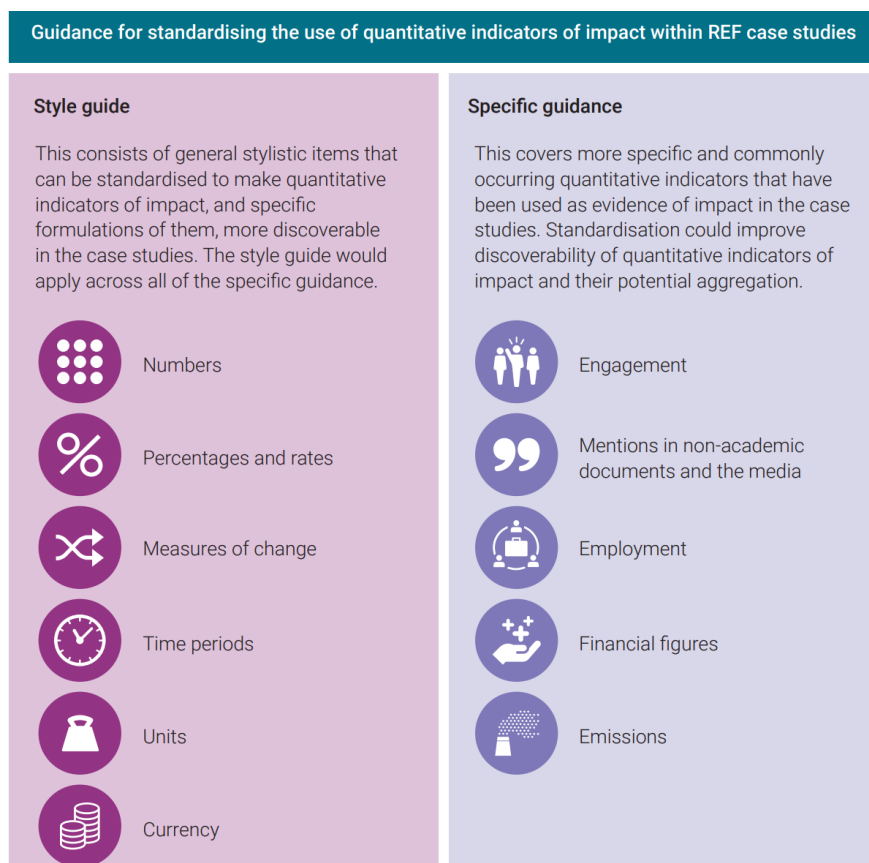 Guidance for standardising the use of quantitative indicators of impact within REF case studies
Style guide
This consists of general stylistic items that
can be standardised to make quantitative
indicators of impact, and specific
formulations of them, more discoverable
in the case studies. The style guide would
apply across all of the specific guidance.
Numbers
Percentages and rates
Measures of change
Time periods
Units
Currency
Specific guidance
This covers more specific and commonly
occurring quantitative indicators that have
been used as evidence of impact in the case
studies. Standardisation could improve
discoverability of quantitative indicators of
impact and their potential aggregation.
Engagement
Mentions in non-academic
documents and the media
Employment
Financial figures
Emissions